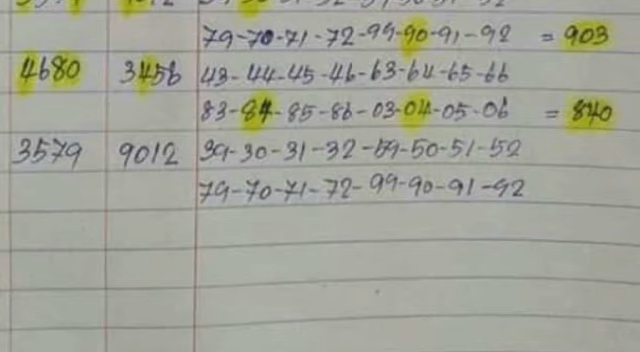 79-70-71-72-99-90-91-92 = 903
4680 3456 43-44-45-46-63-64-65-66
83-84-85-86-03-04-05-06 = 840
3579 9012 39-30-31-32-59-50-51-52
79-70-71-72-99-90-91-92